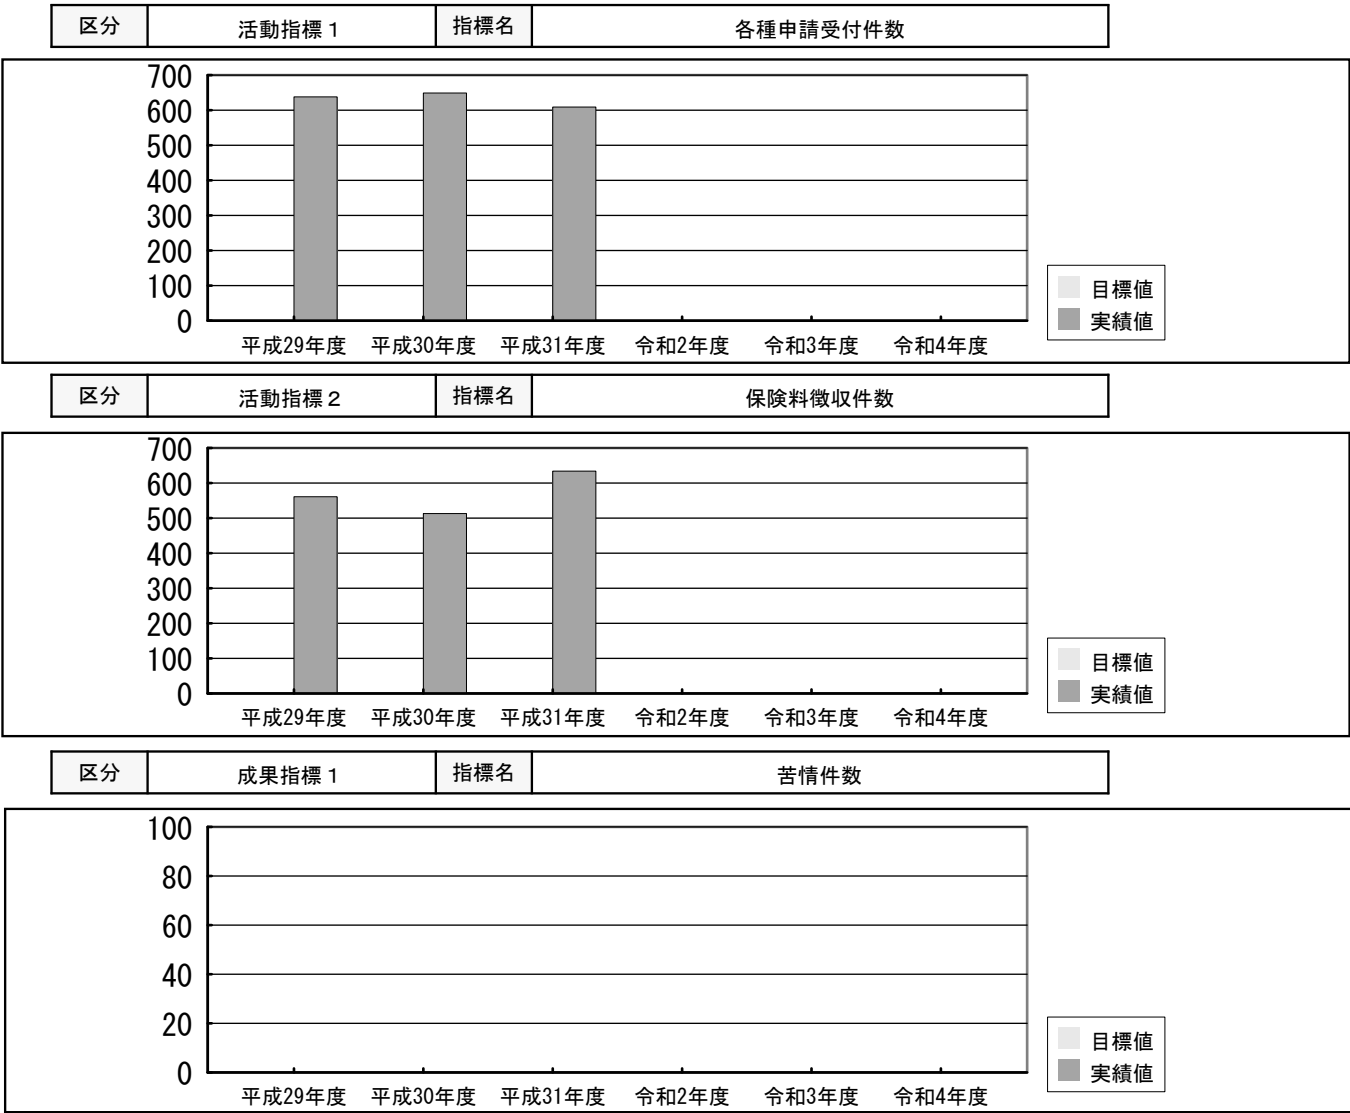 区分 活動指標１ 指標名 各種申請受付件数
700
600
500
400
300
200
100
0
平成29年度 平成30年度 平成31年度 令和2年度 令和3年度 令和4年度
目標値
実績値
区分 活動指標２ 指標名 保険料徴収件数
700
600
500
400
300
200
100
0
平成29年度 平成30年度 平成31年度 令和2年度 令和3年度 令和4年度
目標値
実績値
区分 成果指標１ 指標名 苦情件数
100
80
60
40
20
0
平成29年度 平成30年度 平成31年度 令和2年度 令和3年度 令和4年度
目標値
実績値